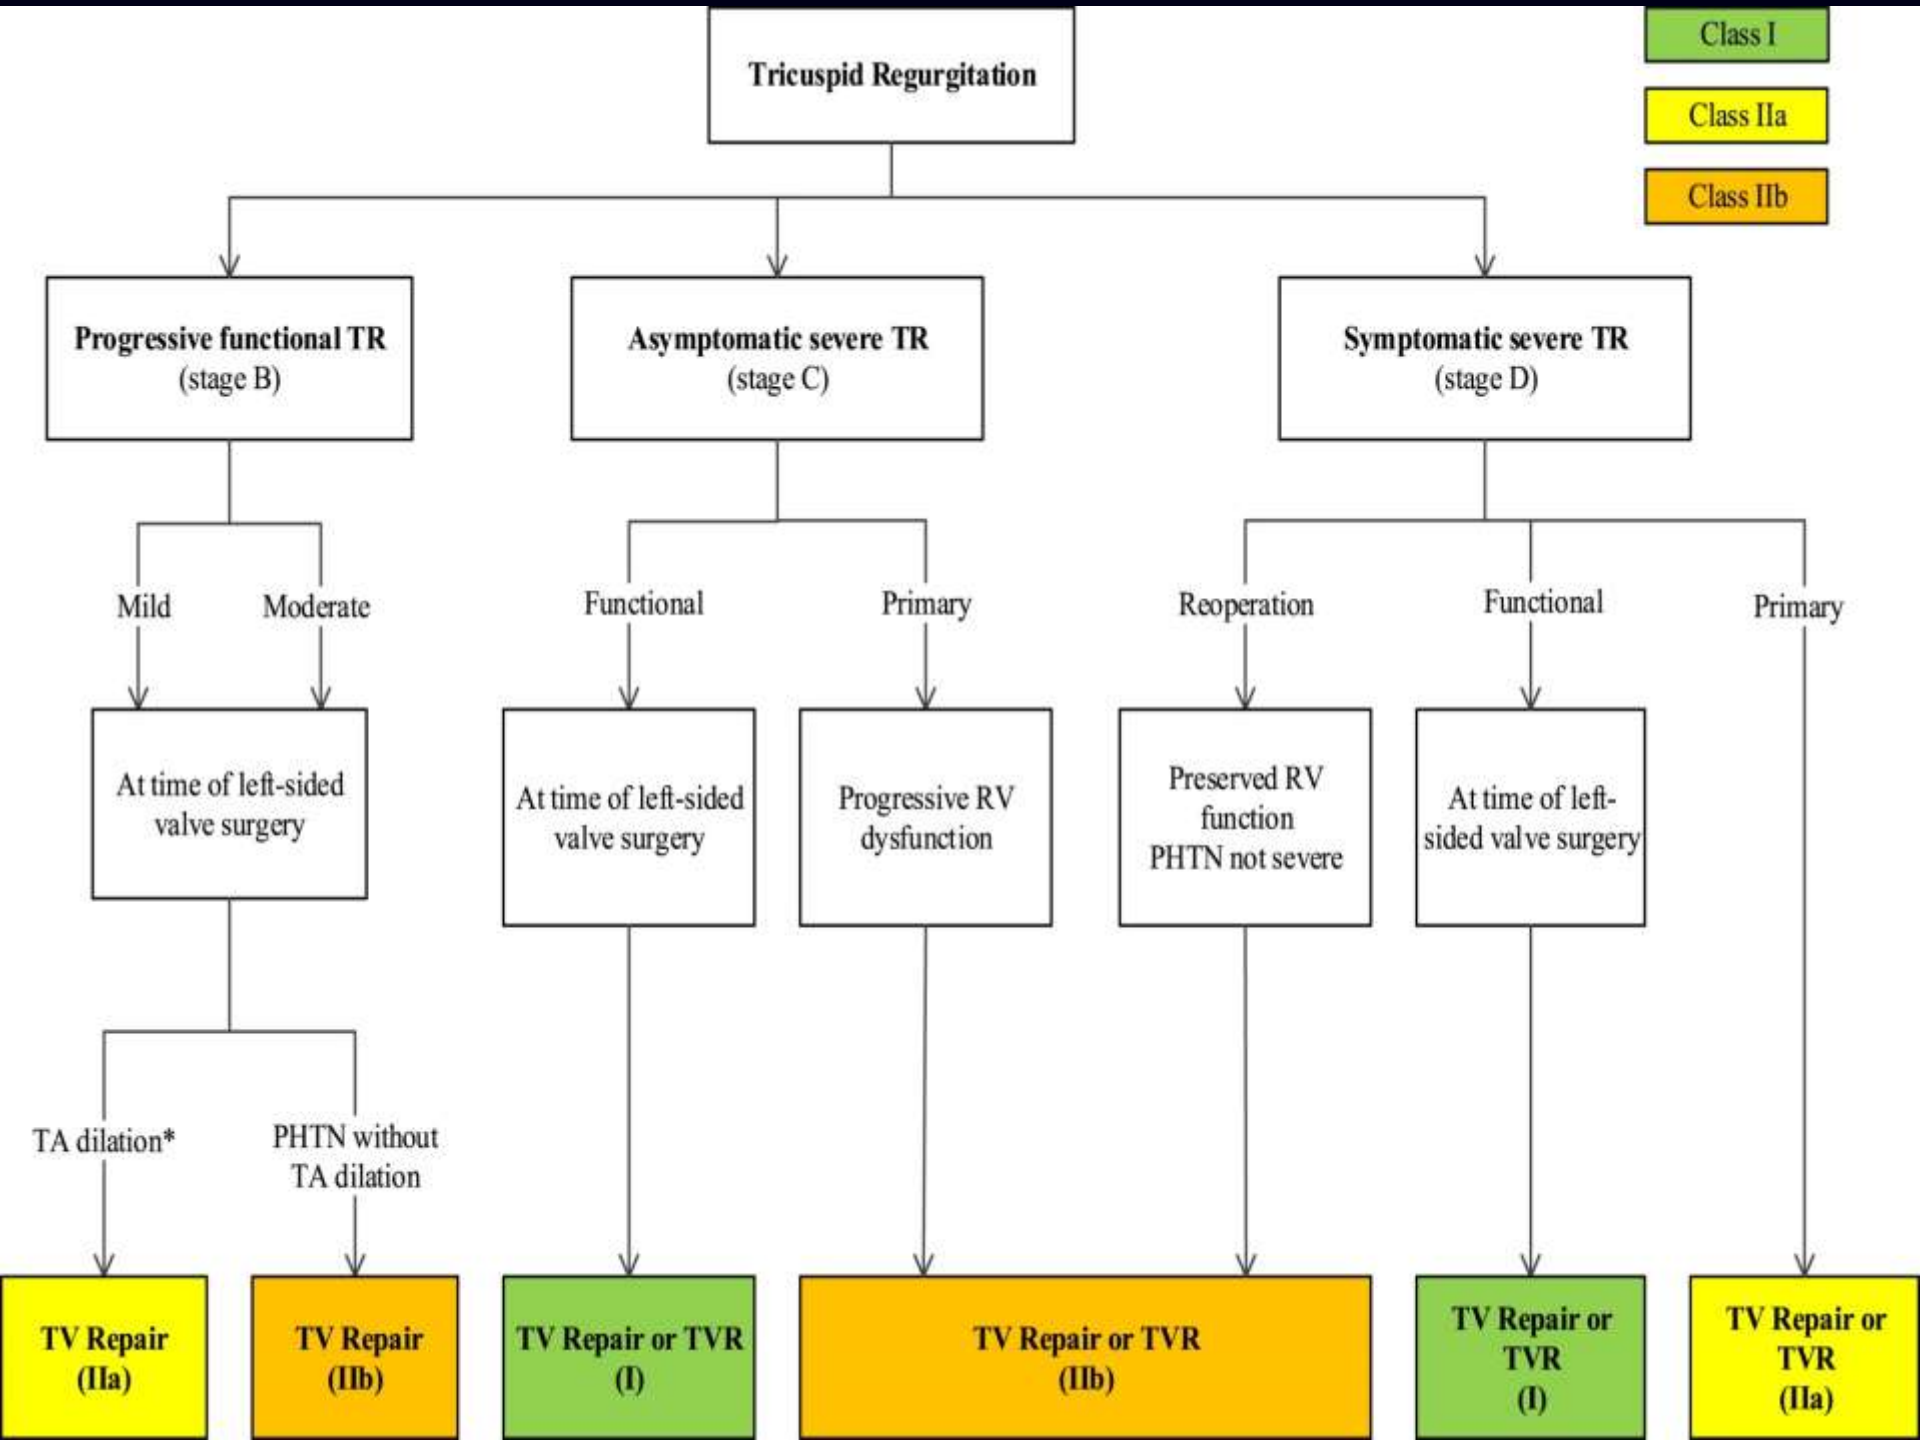 Tricuspid Regurgitation
Class I
Class IIa
Class IIb
Progressive functional TR
(stage B)
Asymptomatic severe TR
(stage C)
Symptomatic severe TR
(stage D)
Mild
Moderate
Functional
Primary
Reoperation
Functional
Primary
At time of left-sided
valve surgery
At time of left-sided
valve surgery
Progressive RV
dysfunction
Preserved RV
function
PHTN not severe
At time of left-
sided valve surgery
TA dilation*
PHTN without
TA dilation
TV Repair
(IIa)
TV Repair
(IIb)
TV Repair or TVR
(I)
TV Repair or TVR
(IIb)
TV Repair or
TVR
(I)
TV Repair or
TVR
(IIa)